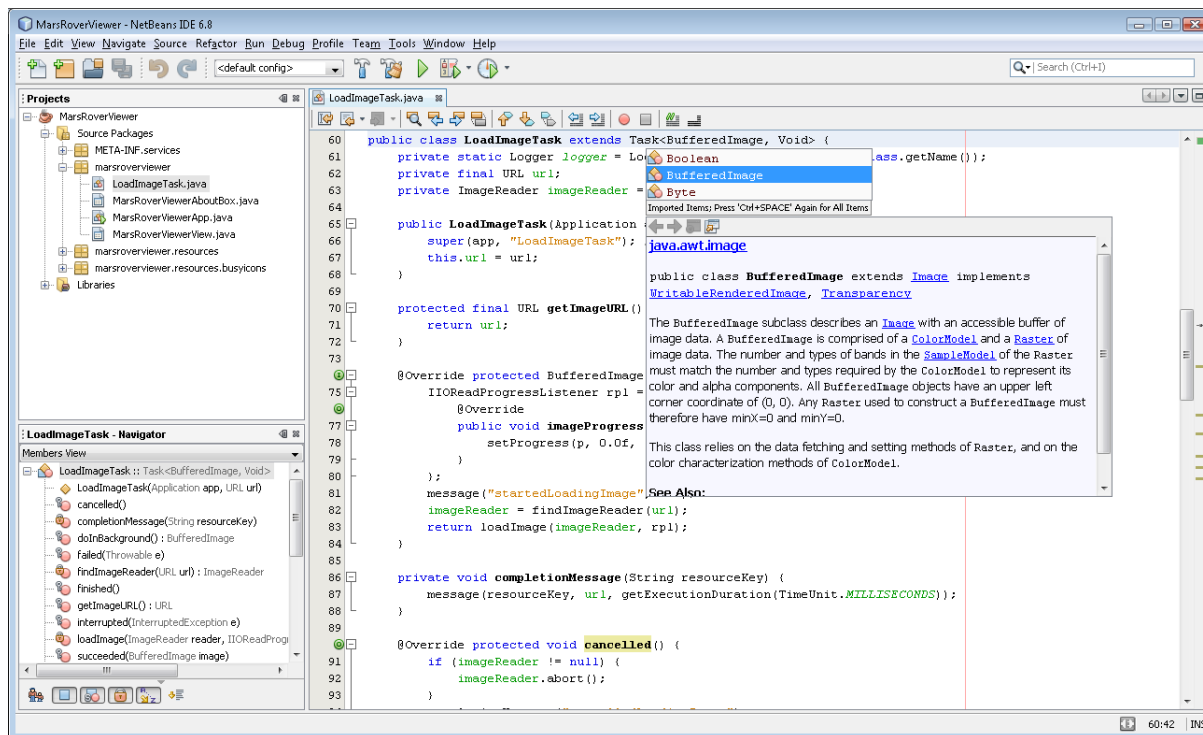 MarsRoverViewer - NetBeans IDE 6.8
File Edit View Navigate Source Refactor Run Debug Profile Team Tools Window Help
<default config>
Search (Ctrl+I)
Projects
MarsRoverViewer
Source Packages
META-INF.services
marsroverviewer
LoadImageTask.java
MarsRoverViewerAboutBox.java
MarsRoverViewerApp.java
MarsRoverViewerView.java
marsroverviewer.resources
marsroverviewer.resources.busyicons
Libraries
LoadImageTask - Navigator
Members View
LoadImageTask :: Task<BufferedImage, Void>
LoadImageTask(Application app, URL url)
cancelled()
completionMessage(String resourceKey)
doInBackground() : BufferedImage
failed(Throwable e)
findImageReader(URL url) : ImageReader
finished()
getImageURL() : URL
interrupted(InterruptedException e)
loadImage(ImageReader reader, IIOReadProgr
succeeded(BufferedImage image)
LoadImageTask.java
60 public class LoadImageTask extends Task<BufferedImage, Void> {
61 private static Logger logger = Lo ass.getName());
62 private final URL url;
63 private ImageReader imageReader =
64
65 public LoadImageTask(Application
66 super(app, "LoadImageTask");
67 this.url = url;
68 }
69
70 protected final URL getImageURL()
71 return url;
72 }
73
@Override protected BufferedImage
75 IIOReadProgressListener rpl =
@Override
77 public void imageProgress
78 setProgress(p, 0.0f,
79 }
80 };
81 message("startedLoadingImage",
82 imageReader = findImageReader(url);
83 return loadImage(imageReader, rpl);
84 }
85
86 private void completionMessage(String resourceKey) {
87 message(resourceKey, url, getExecutionDuration(TimeUnit.MILLISECONDS));
88 }
89
@Override protected void cancelled() {
91 if (imageReader != null) {
92 imageReader.abort();
93 }
Boolean
BufferedImage
Byte
Imported Items; Press 'Ctrl+SPACE' Again for All Items
java.awt.image
public class BufferedImage extends Image implements
WritableRenderedImage, Transparency
The BufferedImage subclass describes an Image with an accessible buffer of
image data. A BufferedImage is comprised of a ColorModel and a Raster of
image data. The number and types of bands in the SampleModel of the Raster
must match the number and types required by the ColorModel to represent its
color and alpha components. All BufferedImage objects have an upper left
corner coordinate of (0, 0). Any Raster used to construct a BufferedImage must
therefore have minX=0 and minY=0.
This class relies on the data fetching and setting methods of Raster, and on the
color characterization methods of ColorModel.
See Also:
60:42 INS